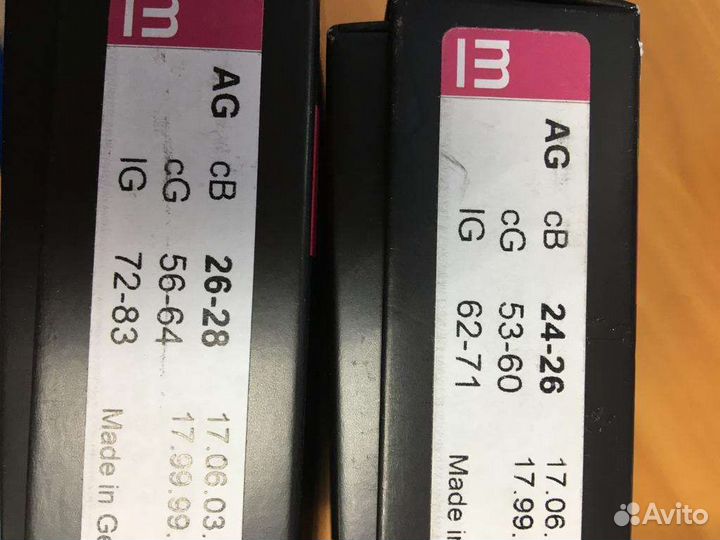 m
AG cB 26-28 17.06.03.
cG 56-64 17.99.99.
IG 72-83
Made in Ge
m
AG cB 24-26 17.06.
cG 53-60 17.99.
IG 62-71
Made in
Avito